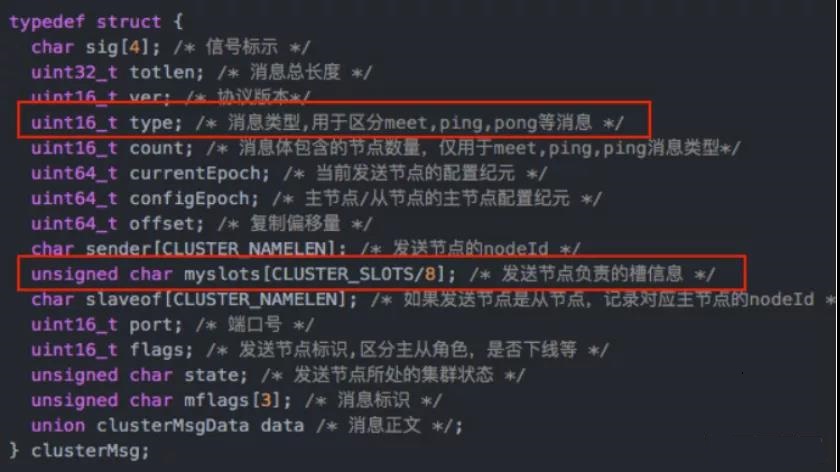 typedef struct {
char sig[4]; /* 信号标示 */
uint32_t totlen; /* 消息总长度 */
uint16_t ver; /* 协议版本*/
uint16_t type; /* 消息类型,用于区分meet,ping,pong等消息 */
uint16_t count; /* 消息体包含的节点数量，仅用于meet,ping,ping消息类型*/
uint64_t currentEpoch; /* 当前发送节点的配置纪元 */
uint64_t configEpoch; /* 主节点/从节点的主节点配置纪元 */
uint64_t offset; /* 复制偏移量 */
char sender[CLUSTER_NAMELEN]; /* 发送节点的nodeId */
unsigned char myslots[CLUSTER_SLOTS/8]; /* 发送节点负责的槽信息 */
char slaveof[CLUSTER_NAMELEN]; /* 如果发送节点是从节点，记录对应主节点的nodeId *
uint16_t port; /* 端口号 */
uint16_t flags; /* 发送节点标识,区分主从角色，是否下线等 */
unsigned char state; /* 发送节点所处的集群状态 */
unsigned char mflags[3]; /* 消息标识 */
union clusterMsgData data /* 消息正文 */;
} clusterMsg;